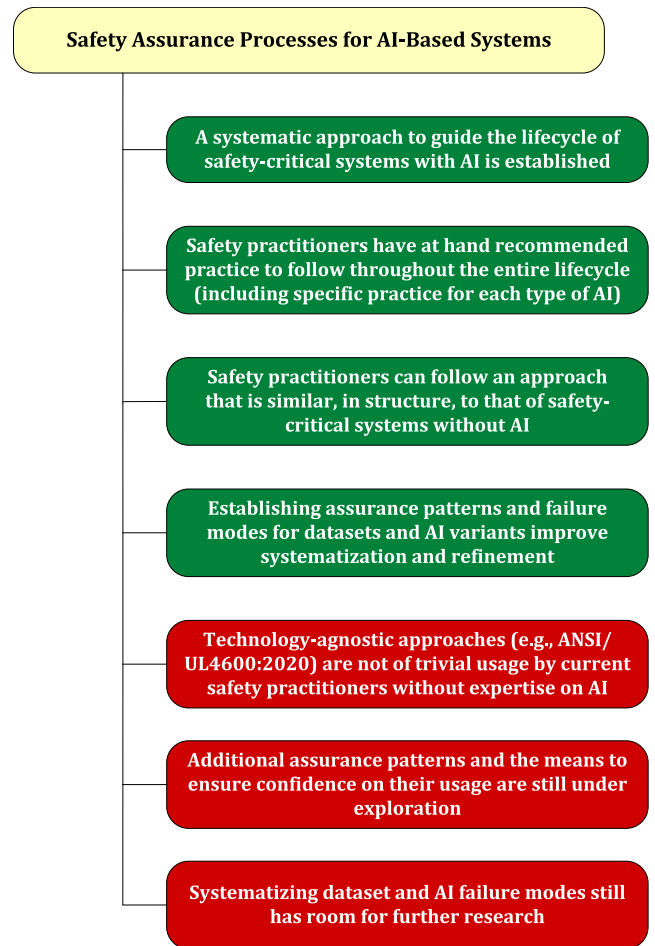 Safety Assurance Processes for AI-Based Systems
A systematic approach to guide the lifecycle of
safety-critical systems with AI is established
Safety practitioners have at hand recommended
practice to follow throughout the entire lifecycle
(including specific practice for each type of AI)
Safety practitioners can follow an approach
that is similar, in structure, to that of safety-
critical systems without AI
Establishing assurance patterns and failure
modes for datasets and AI variants improve
systematization and refinement
Technology-agnostic approaches (e.g., ANSI/
UL4600:2020) are not of trivial usage by current
safety practitioners without expertise on AI
Additional assurance patterns and the means to
ensure confidence on their usage are still under
exploration
Systematizing dataset and AI failure modes still
has room for further research